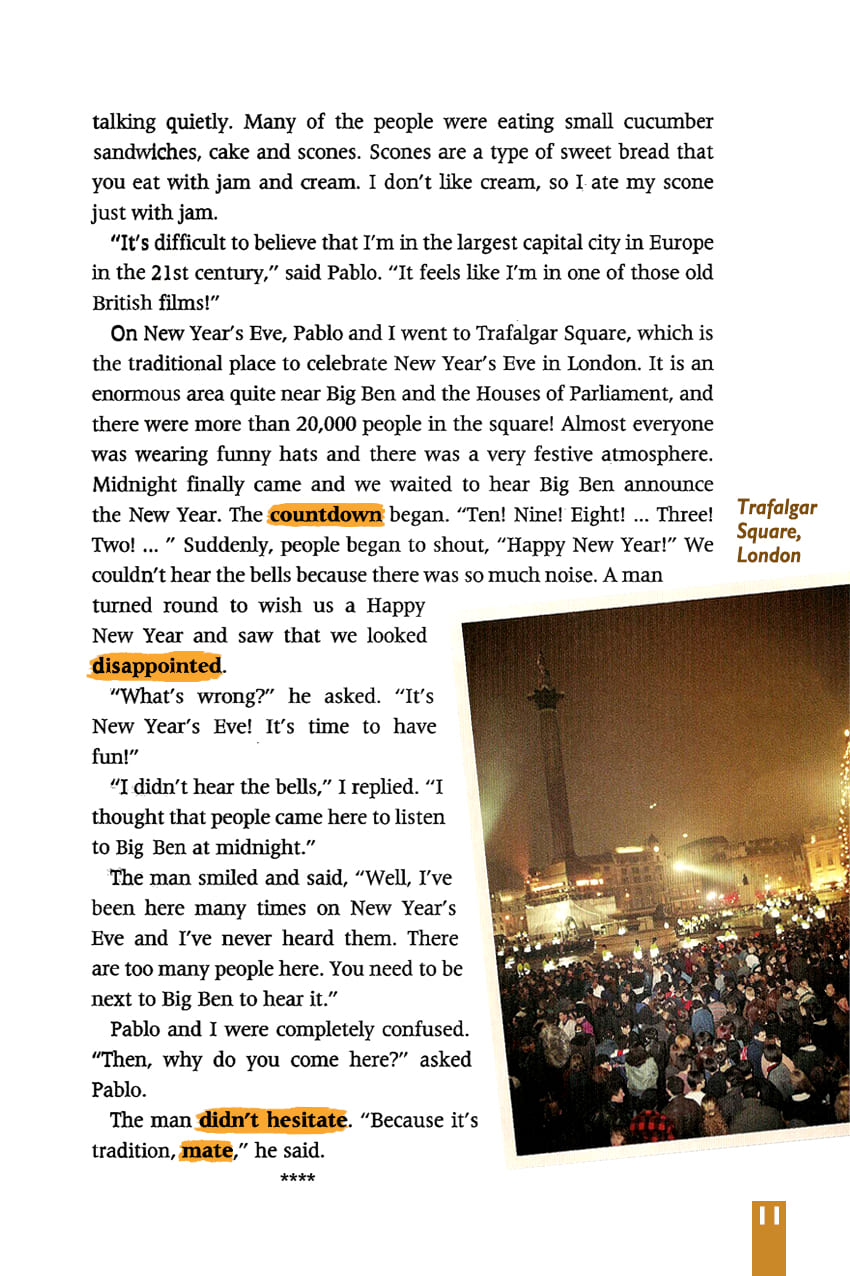 talking quietly. Many of the people were eating small cucumber
sandwiches, cake and scones. Scones are a type of sweet bread that
you eat with jam and cream. I don't like cream, so I ate my scone
just with jam.
"It's difficult to believe that I'm in the largest capital city in Europe
in the 21st century," said Pablo. "It feels like I'm in one of those old
British films!"
On New Year's Eve, Pablo and I went to Trafalgar Square, which is
the traditional place to celebrate New Year's Eve in London. It is an
enormous area quite near Big Ben and the Houses of Parliament, and
there were more than 20,000 people in the square! Almost everyone
was wearing funny hats and there was a very festive atmosphere.
Midnight finally came and we waited to hear Big Ben announce
the New Year. The countdown began. "Ten! Nine! Eight! ... Three!
Two! ... " Suddenly, people began to shout, "Happy New Year!" We
couldn't hear the bells because there was so much noise. A man
turned round to wish us a Happy
New Year and saw that we looked
disappointed.
"What's wrong?" he asked. "It's
New Year's Eve! It's time to have
fun!"
"I didn't hear the bells," I replied. "I
thought that people came here to listen
to Big Ben at midnight."
The man smiled and said, "Well, I've
been here many times on New Year's
Eve and I've never heard them. There
are too many people here. You need to be
next to Big Ben to hear it."
Pablo and I were completely confused.
"Then, why do you come here?" asked
Pablo.
The man didn't hesitate. "Because it's
tradition, mate," he said.
****
Trafalgar
Square,
London
11